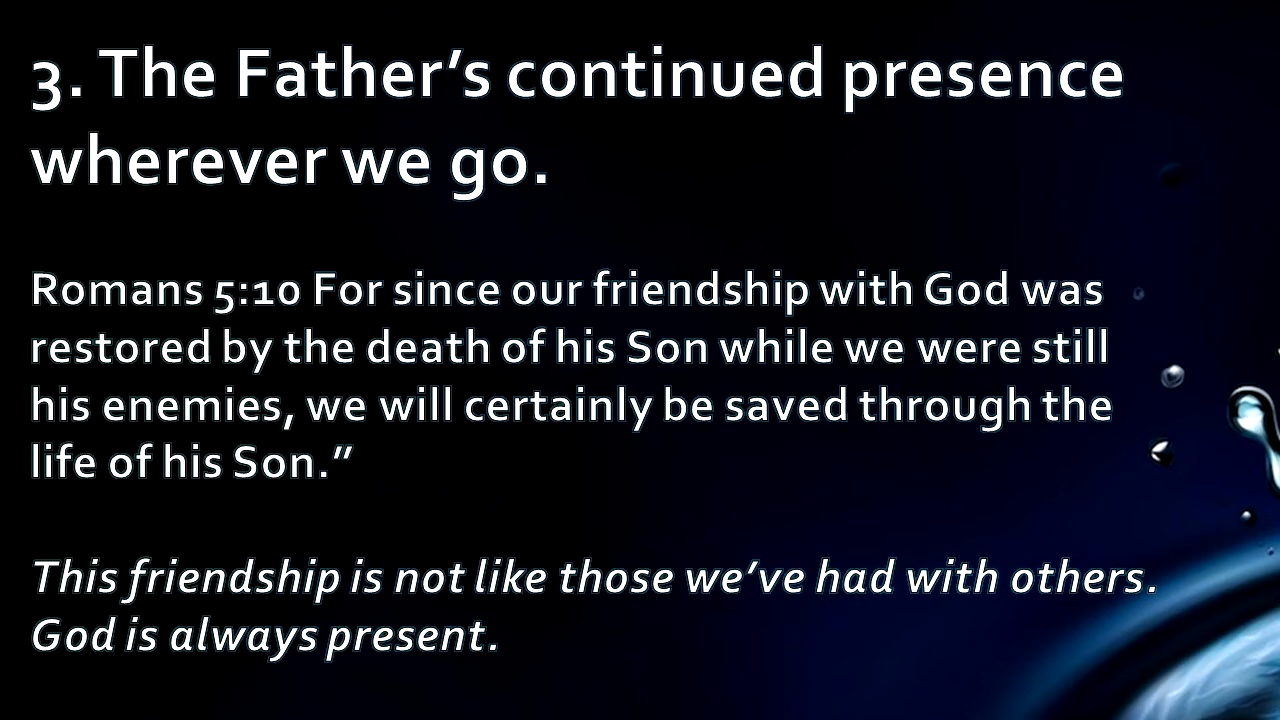 3. The Father’s continued presence
wherever we go.
Romans 5:10 For since our friendship with God was
restored by the death of his Son while we were still
his enemies, we will certainly be saved through the
life of his Son.”
This friendship is not like those we’ve had with others.
God is always present.